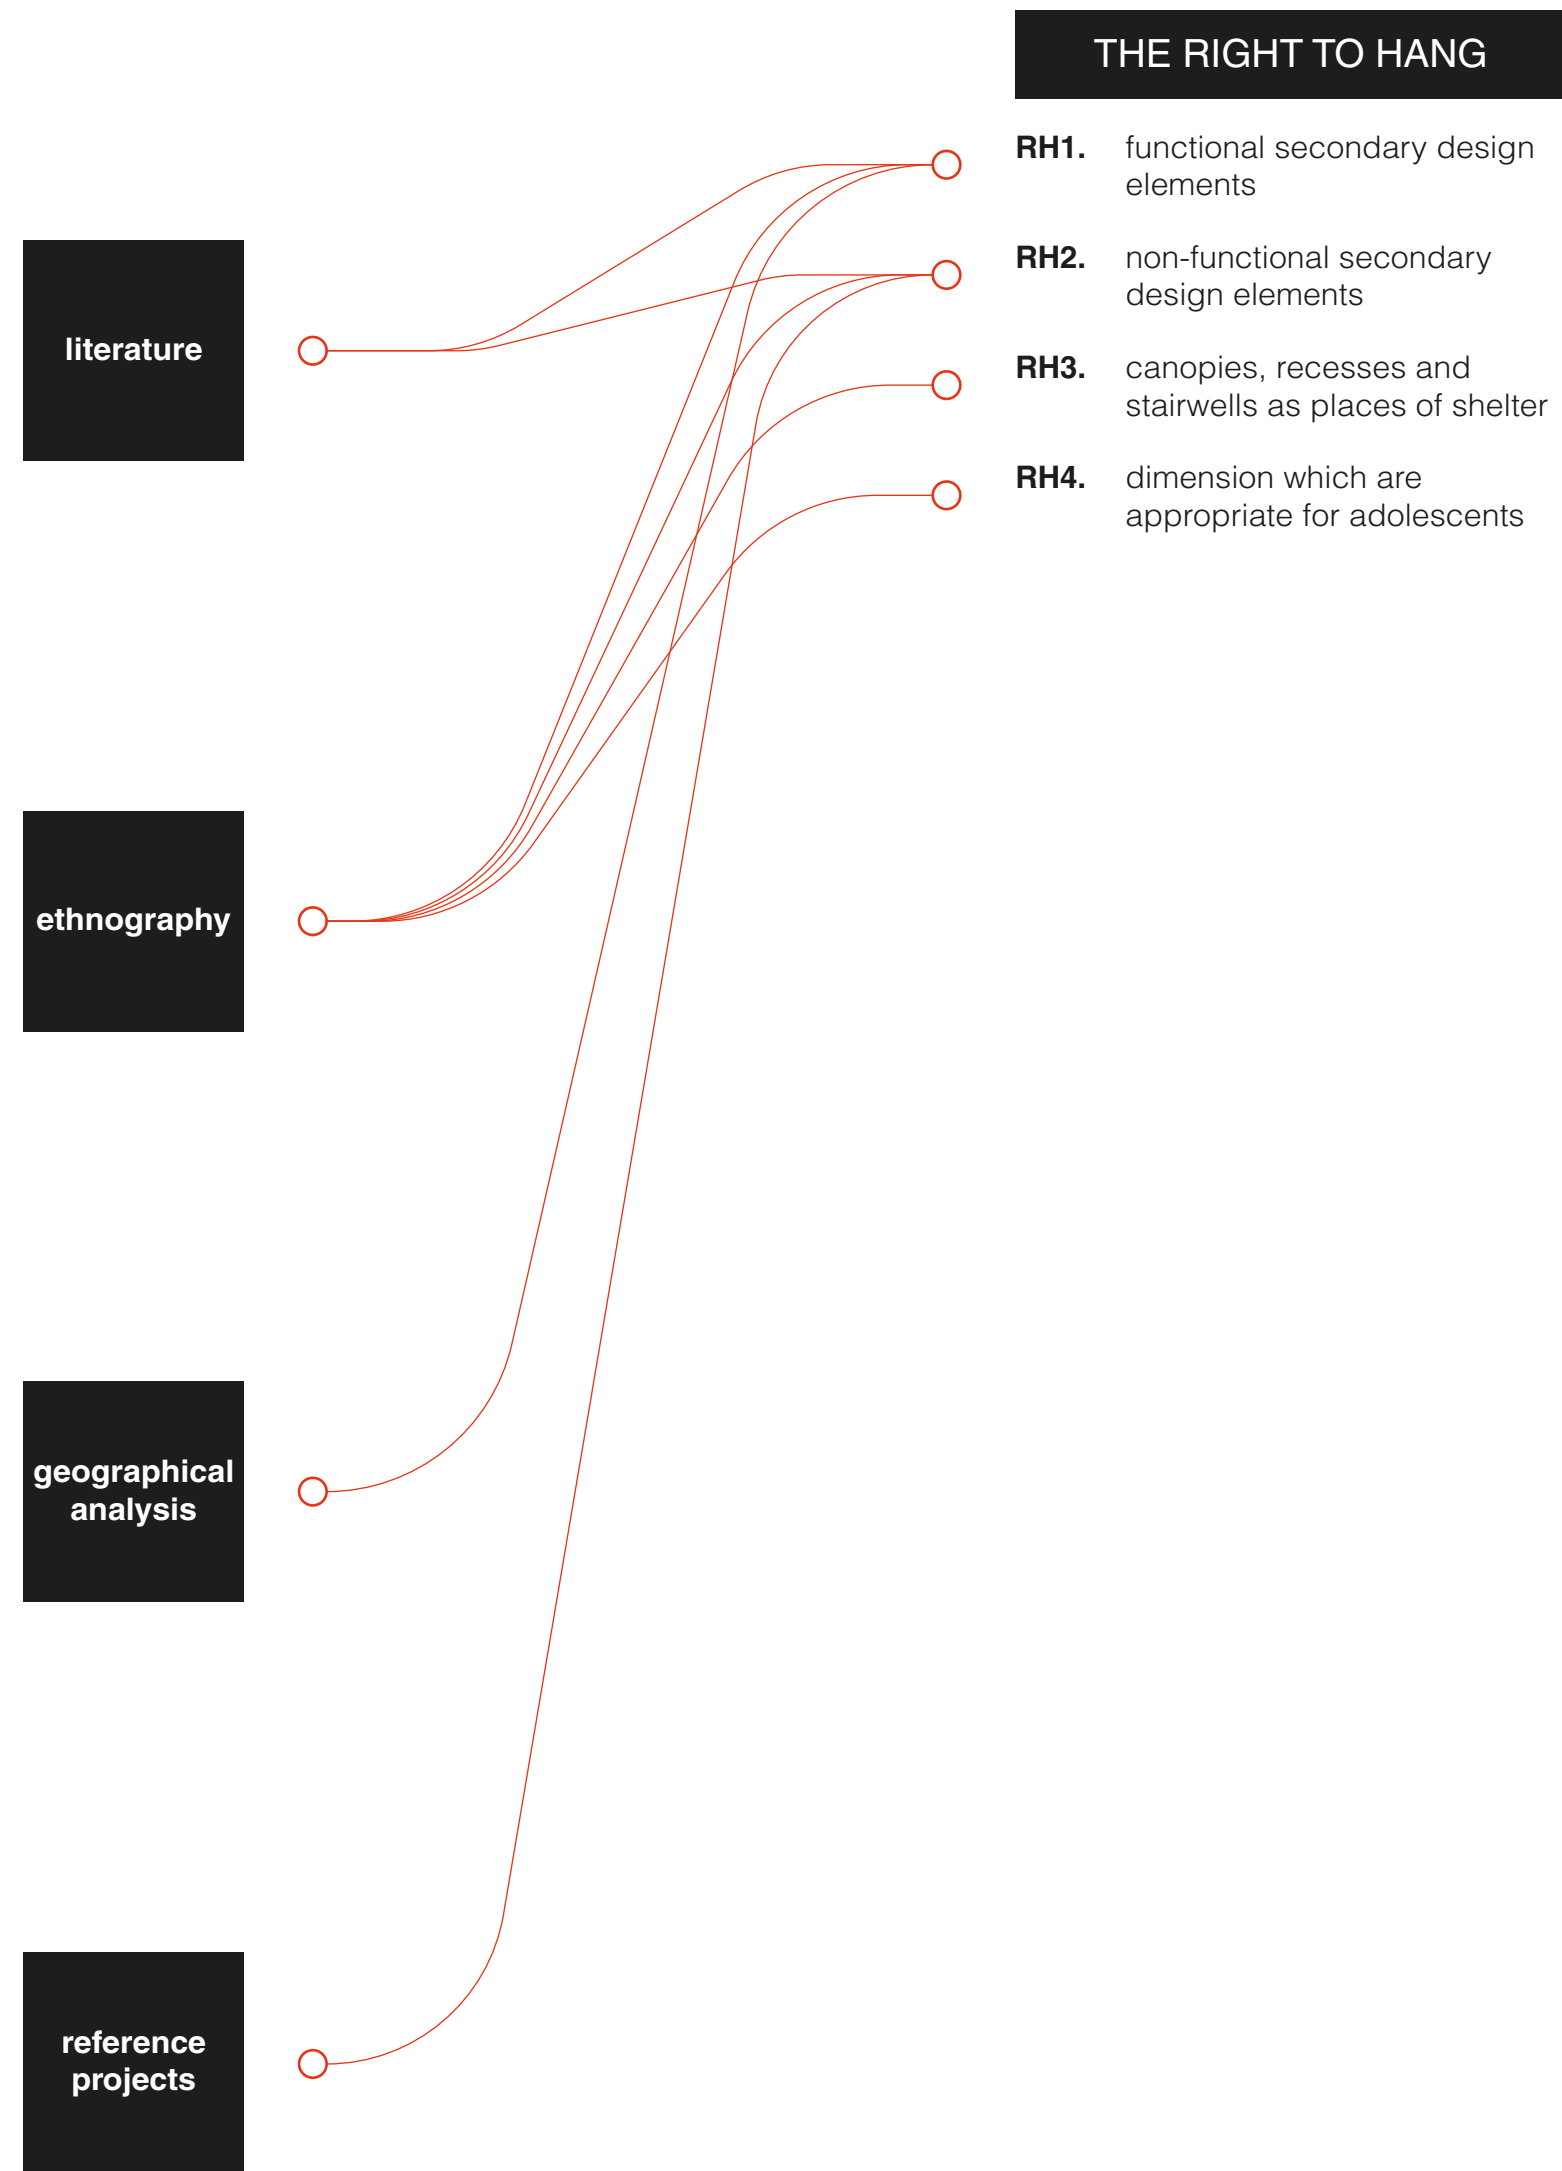 THE RIGHT TO HANG
RH1. functional secondary design
elements
RH2. non-functional secondary
design elements
RH3. canopies, recesses and
stairwells as places of shelter
RH4. dimension which are
appropriate for adolescents
literature
ethnography
geographical
analysis
reference
projects